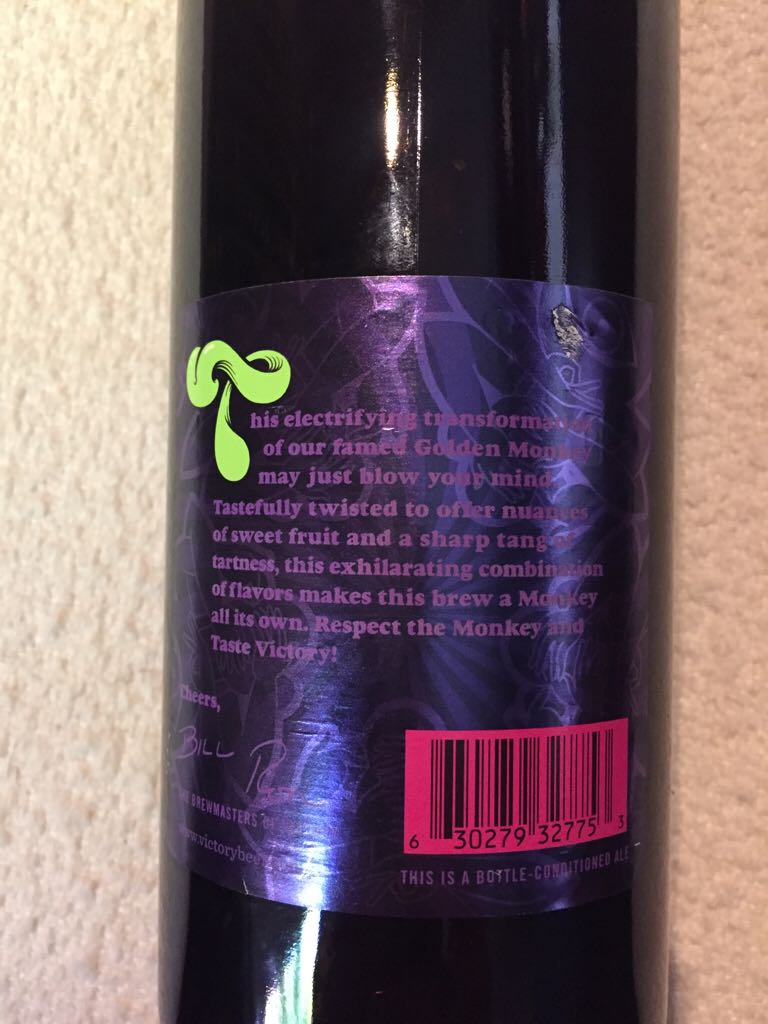 This electrifying transformation
of our famed Golden Monkey
may just blow your mind.
Tastefully twisted to offer nuances
of sweet fruit and a sharp tang of
tartness, this exhilarating combination
of flavors makes this brew a Monkey
all its own. Respect the Monkey and
Taste Victory!
Cheers,
BILL
BREWMASTERS
www.victorybee
6 30279 32775 3
THIS IS A BOTTLE-CONDITIONED ALE